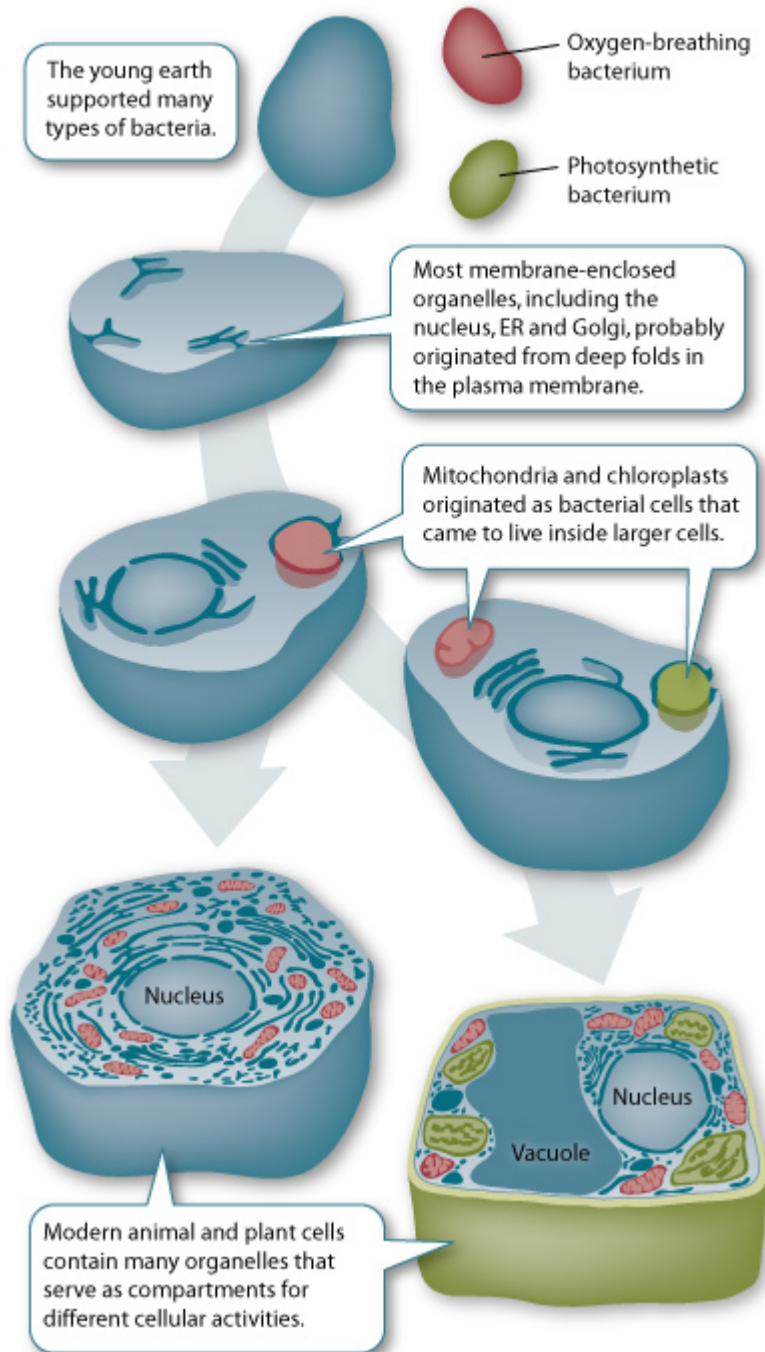 The young earth
supported many
types of bacteria.
Oxygen-breathing
bacterium
Photosynthetic
bacterium
Most membrane-enclosed
organelles, including the
nucleus, ER and Golgi, probably
originated from deep folds in
the plasma membrane.
Mitochondria and chloroplasts
originated as bacterial cells that
came to live inside larger cells.
Nucleus
Nucleus
Vacuole
Modern animal and plant cells
contain many organelles that
serve as compartments for
different cellular activities.